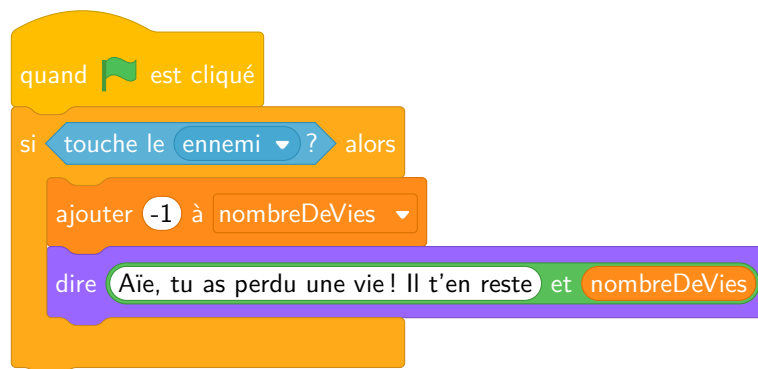 quand est cliqué
si touche le ennemi ? alors
ajouter -1 à nombreDeVies
dire Aïe, tu as perdu une vie ! Il t'en reste et nombreDeVies